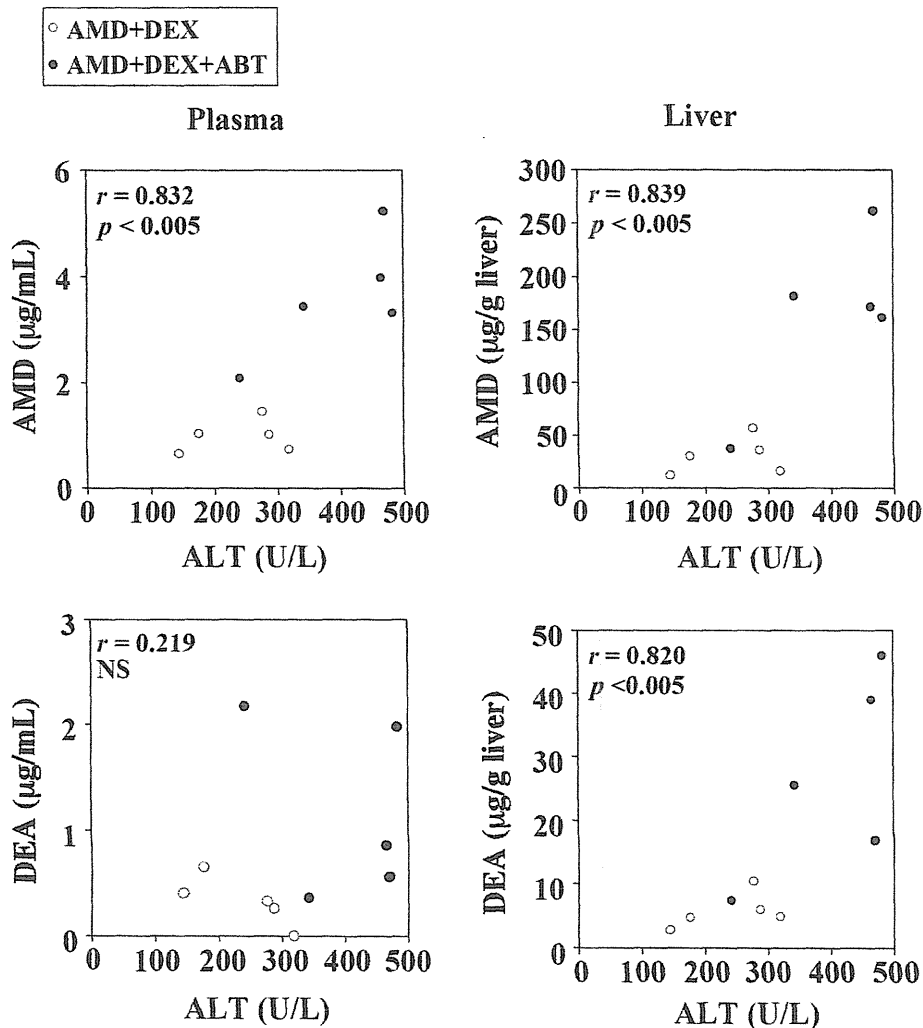 AMD+DEX
AMD+DEX+ABT
Plasma
Liver
6
4
2
0
AMD (µg/mL)
r = 0.832
p < 0.005
0 100 200 300 400 500
ALT (U/L)
300
250
200
150
100
50
0
AMD (µg/g liver)
r = 0.839
p < 0.005
0 100 200 300 400 500
ALT (U/L)
3
2
1
0
DEA (µg/mL)
r = 0.219
NS
0 100 200 300 400 500
ALT (U/L)
50
40
30
20
10
0
DEA (µg/g liver)
r = 0.820
p <0.005
0 100 200 300 400 500
ALT (U/L)